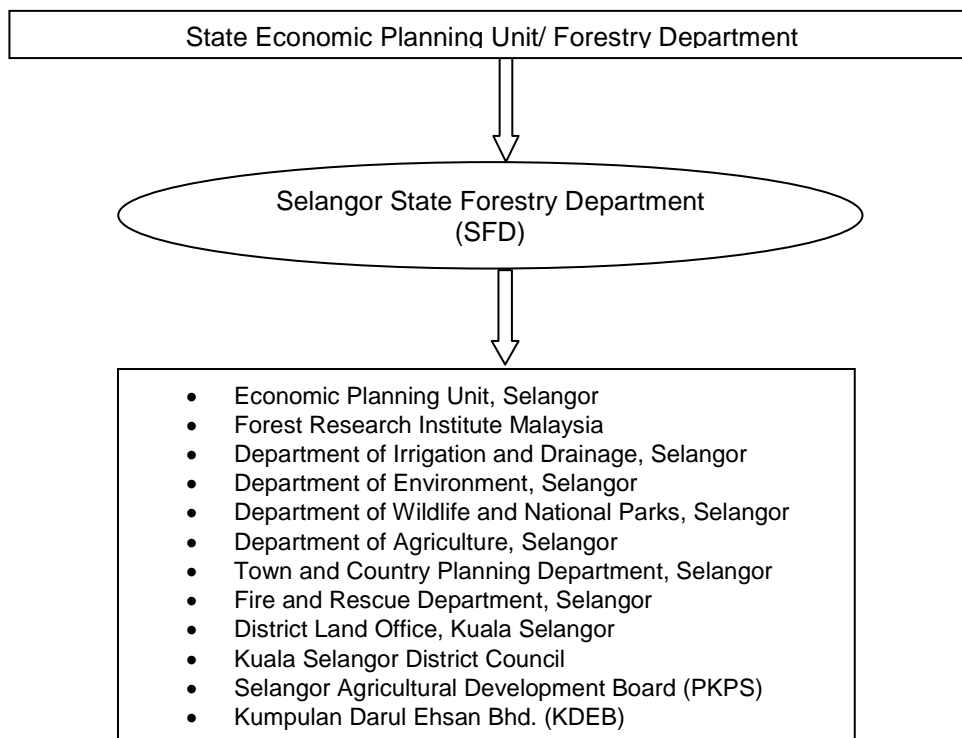 State Economic Planning Unit/ Forestry Department
Selangor State Forestry Department
(SFD)
• Economic Planning Unit, Selangor
• Forest Research Institute Malaysia
• Department of Irrigation and Drainage, Selangor
• Department of Environment, Selangor
• Department of Wildlife and National Parks, Selangor
• Department of Agriculture, Selangor
• Town and Country Planning Department, Selangor
• Fire and Rescue Department, Selangor
• District Land Office, Kuala Selangor
• Kuala Selangor District Council
• Selangor Agricultural Development Board (PKPS)
• Kumpulan Darul Ehsan Bhd. (KDEB)